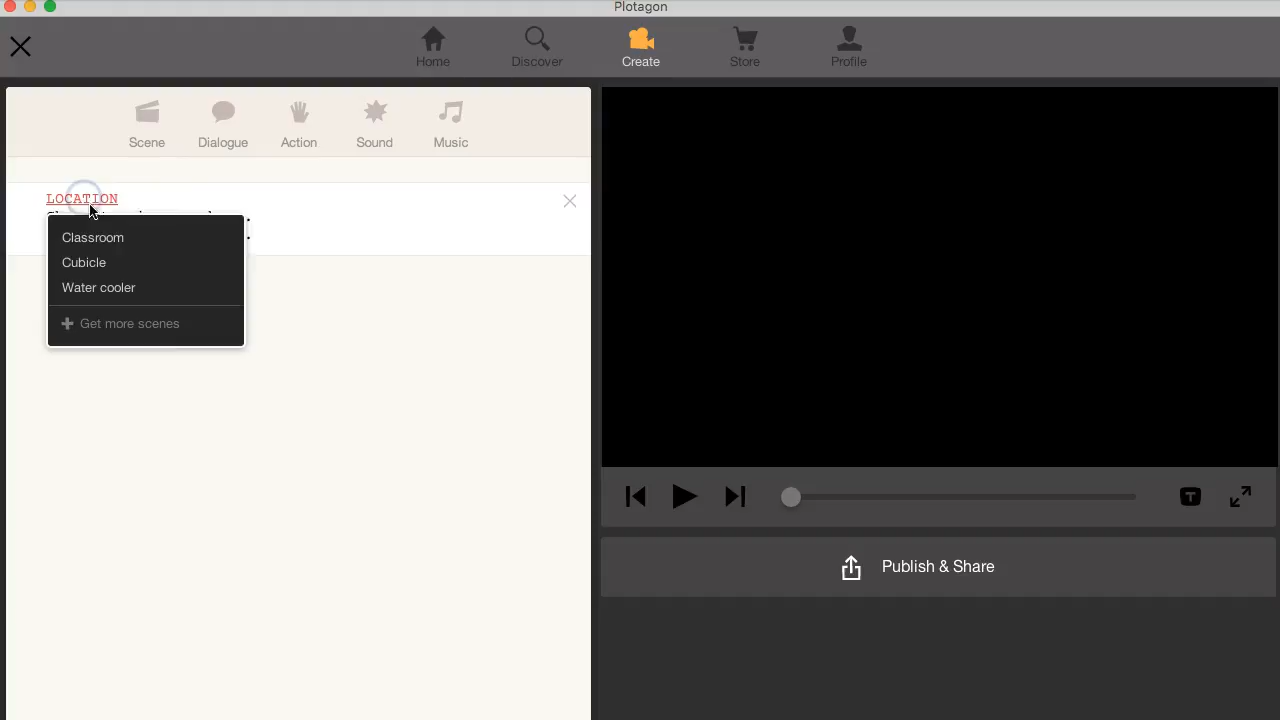 Plotagon
Home
Discover
Create
Store
Profile
Scene
Dialogue
Action
Sound
Music
LOCATION
Classroom
Cubicle
Water cooler
Get more scenes
T
Publish & Share